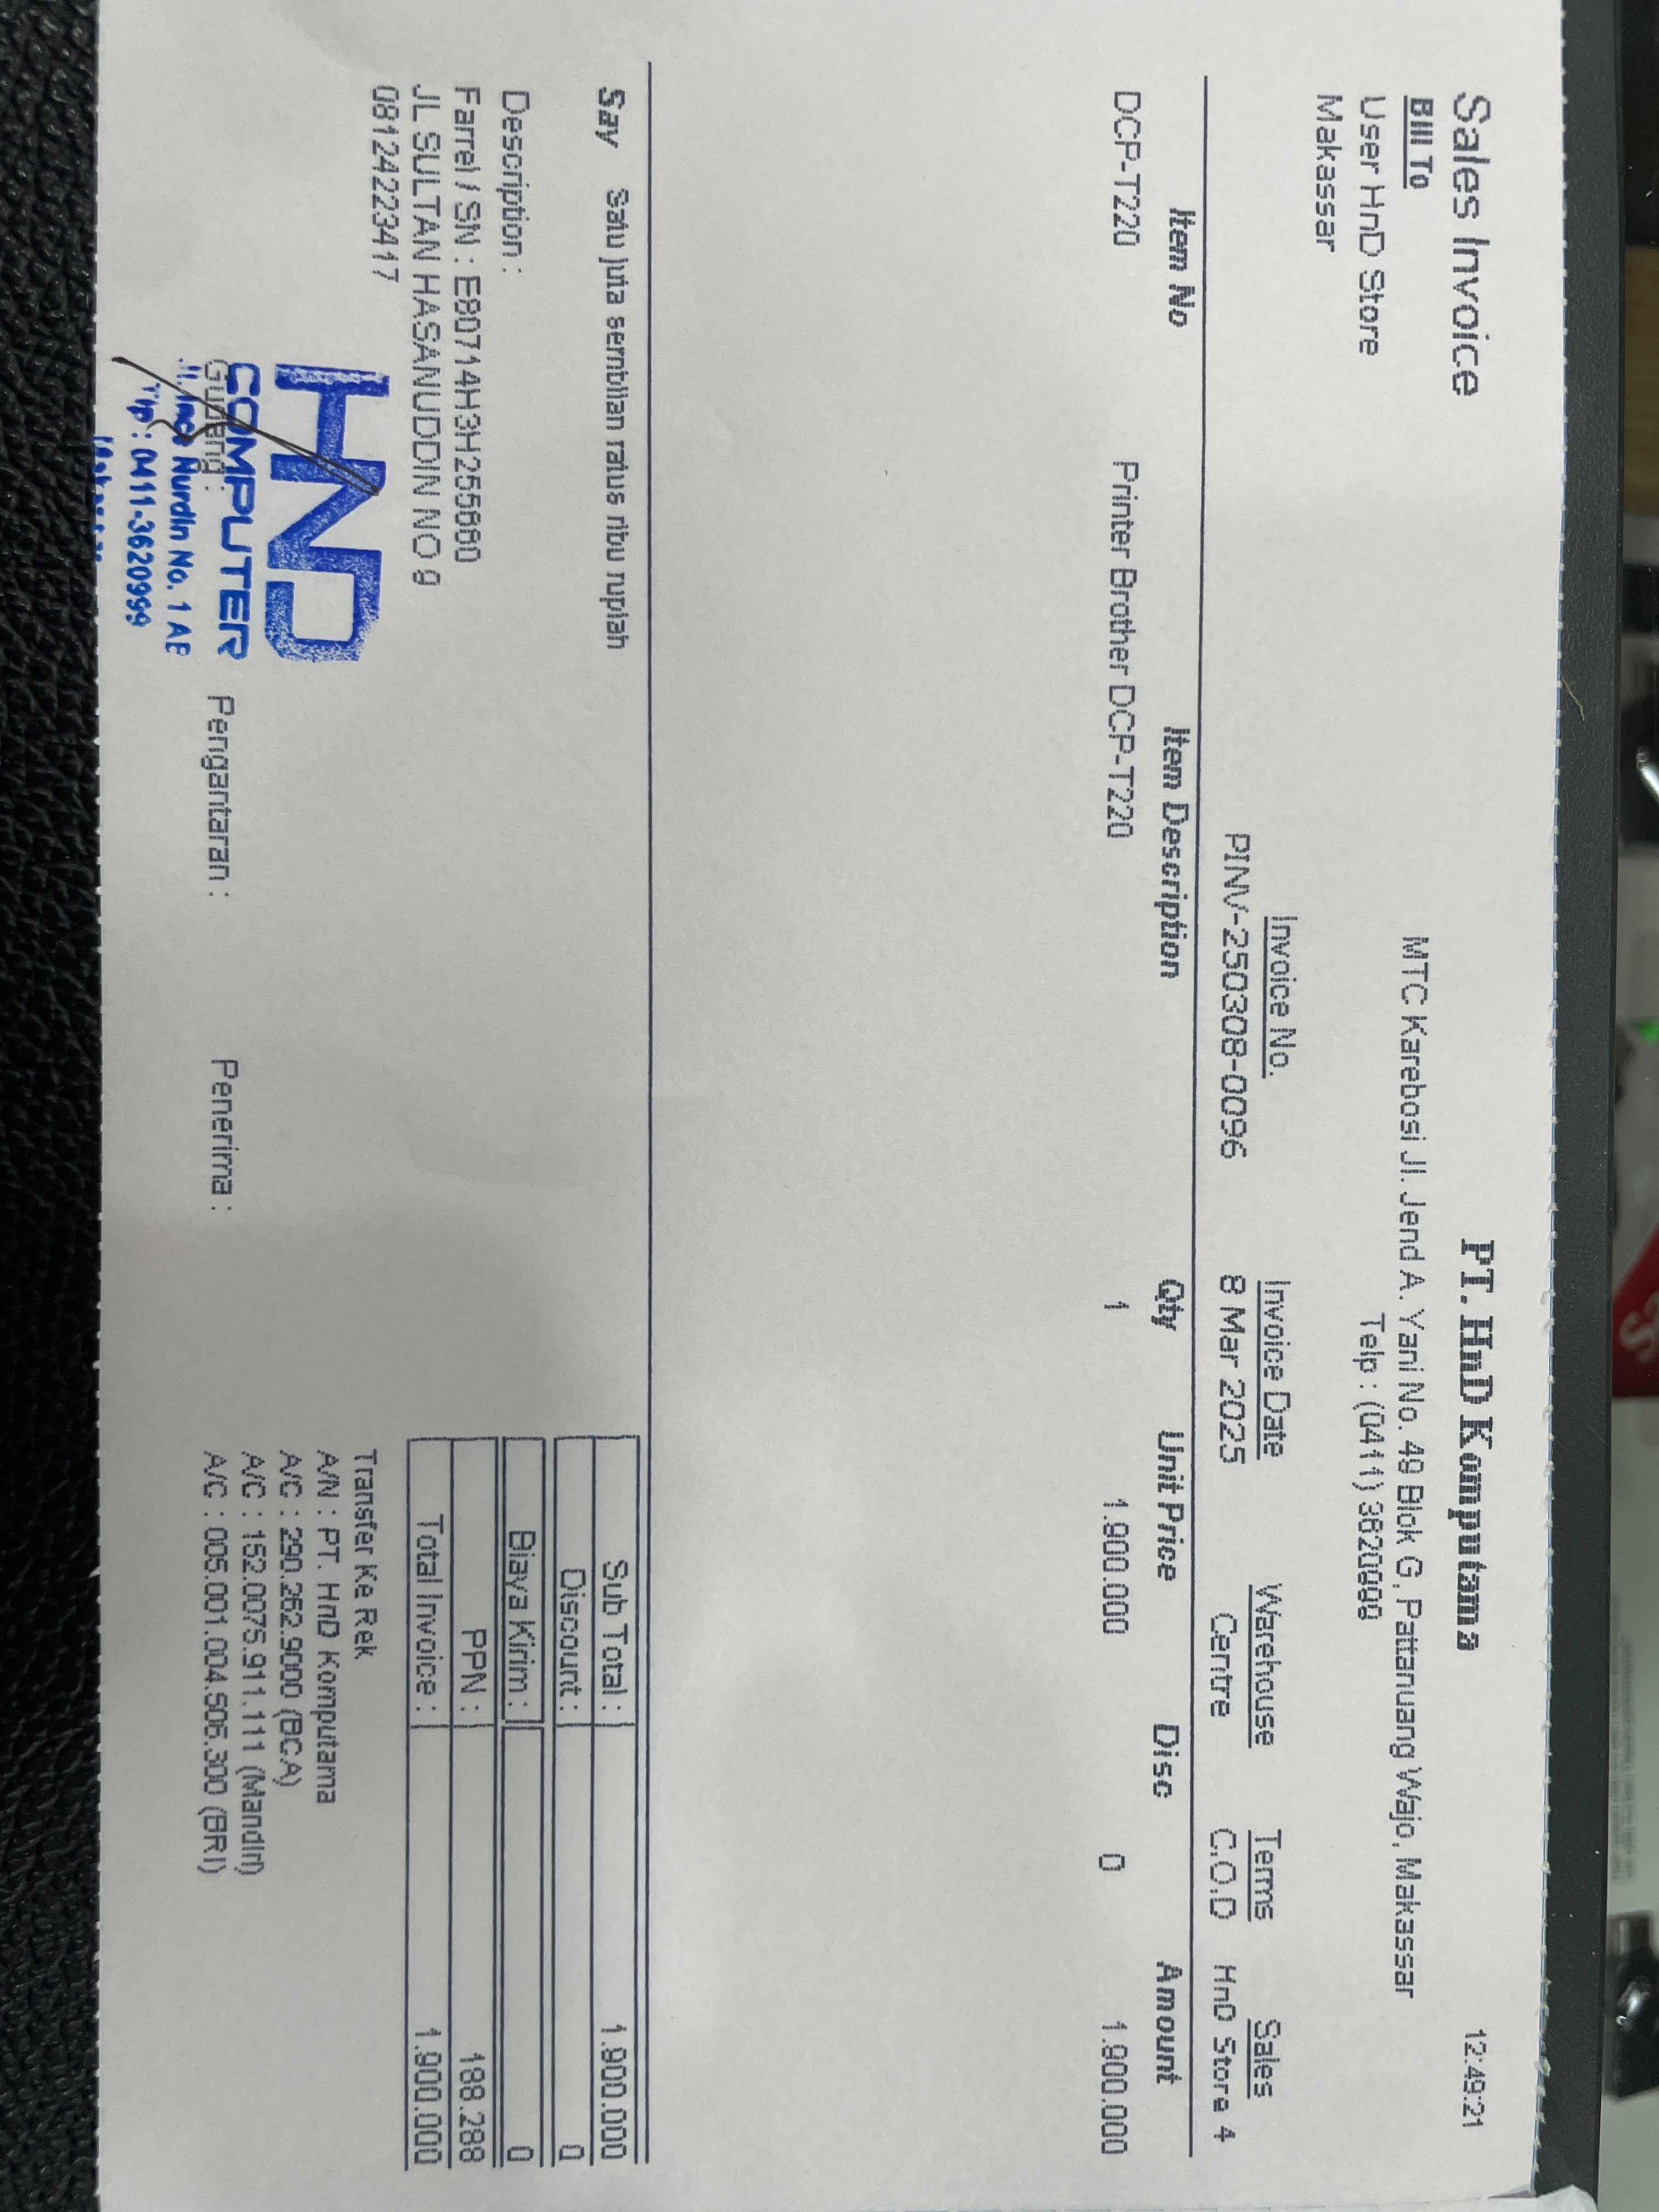 Sales Invoice
PT. HnD Komputama
12:49:21
Bill To
MTC Karebosi Jl. Jend A. Yani No. 49 Blok G, Pattanuang Wajo, Makassar
User HnD Store
Telp : (0411) 3620999
Makassar
Invoice No. Invoice Date Warehouse Terms Sales
PINV-250308-0096 8 Mar 2025 Centre C.O.D HnD Store 4
Item No Item Description Qty Unit Price Disc Amount
DCP-T220 Printer Brother DCP-T220 1 1.900.000 0 1.900.000
Say Satu juta sembilan ratus ribu rupiah
Sub Total : 1.900.000
Discount : 0
Biaya Kirim : 0
PPN : 188.288
Total Invoice : 1.900.000
Description :
Farrel / SN :
JL SULTAN HASANUDDIN NO
081242223417
Transfer Ke Rek
A/N : PT. HnD Komputama
A/C : 290.262.9000 (BCA)
A/C : 152.0075.911.111 (Mandiri)
A/C : 005.001.004.506.300 (BRI)
HND
COMPUTER
Nurdin No. 1 AE
Tlp : 0411-3620999
Gudang :
Pengantaran :
Penerima :